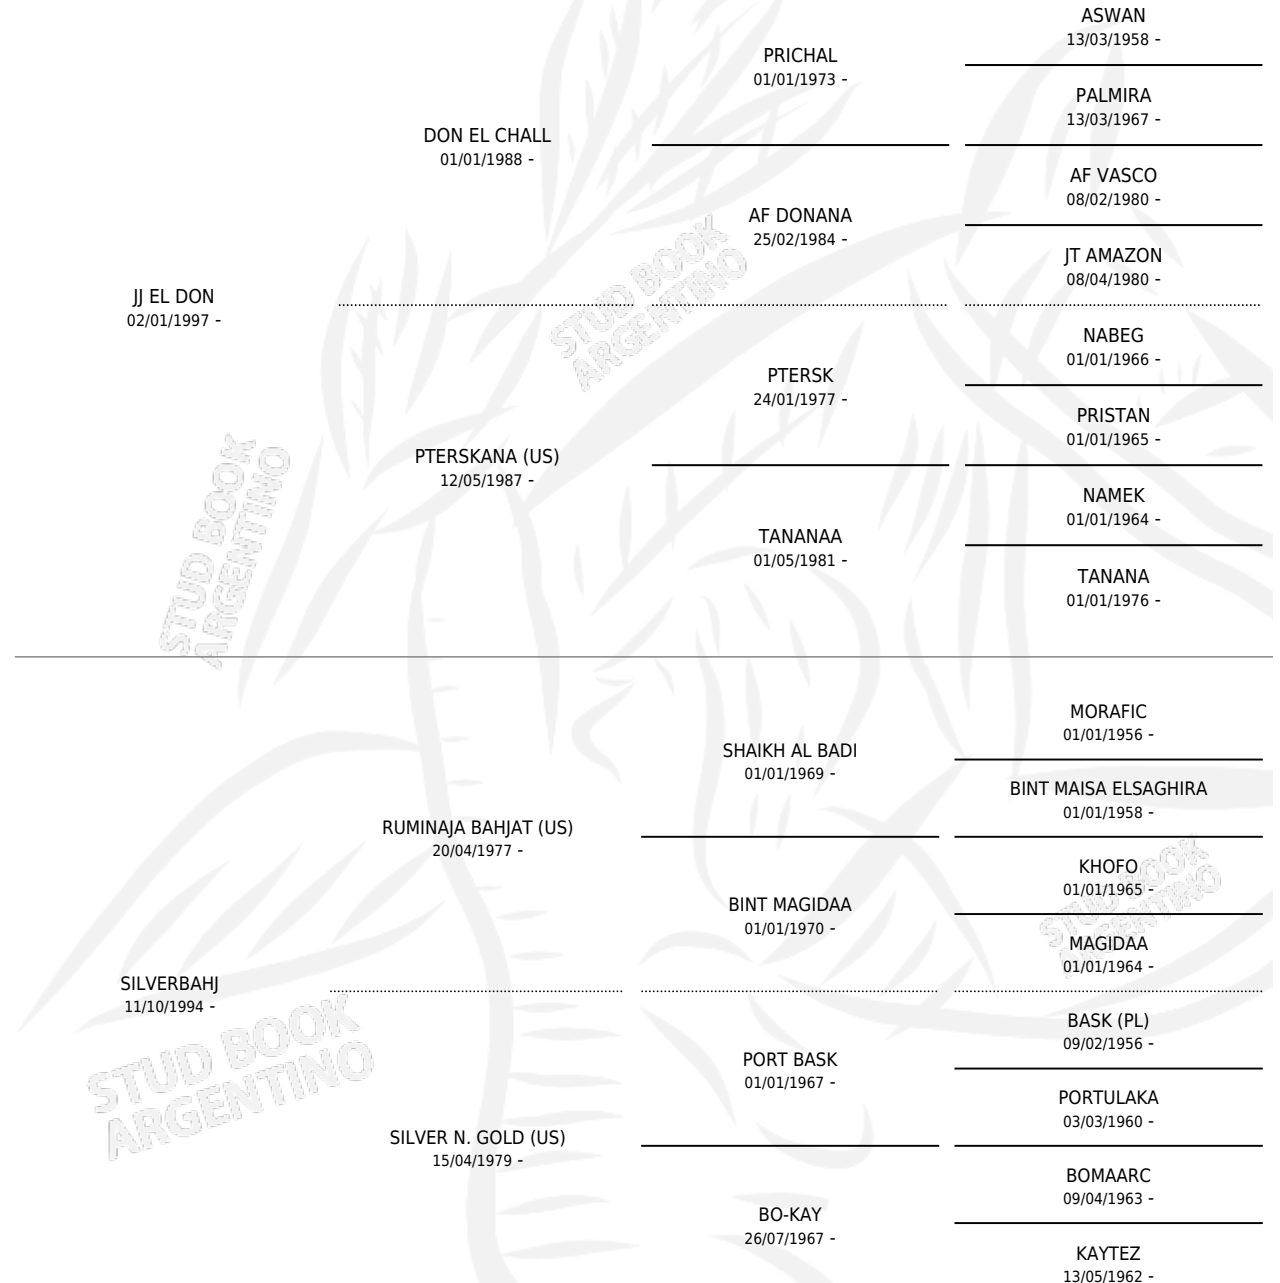 ASWAN
13/03/1958 -
PRICHAL
01/01/1973 -
PALMIRA
13/03/1967 -
DON EL CHALL
01/01/1988 -
AF VASCO
08/02/1980 -
AF DONANA
25/02/1984 -
JT AMAZON
08/04/1980 -
JJ EL DON
02/01/1997 -
NABEG
01/01/1966 -
PTERSK
24/01/1977 -
PRISTAN
01/01/1965 -
PTERSKANA (US)
12/05/1987 -
NAMEK
01/01/1964 -
TANANAA
01/05/1981 -
TANANA
01/01/1976 -
MORAFIC
01/01/1956 -
SHAIKH AL BADI
01/01/1969 -
BINT MAISA ELSAGHIRA
01/01/1958 -
RUMINAJA BAHJAT (US)
20/04/1977 -
KHOFO
01/01/1965 -
BINT MAGIDAA
01/01/1970 -
MAGIDAA
01/01/1964 -
SILVERBAHJ
11/10/1994 -
BASK (PL)
09/02/1956 -
PORT BASK
01/01/1967 -
PORTULAKA
03/03/1960 -
SILVER N. GOLD (US)
15/04/1979 -
BOMAARC
09/04/1963 -
BO-KAY
26/07/1967 -
KAYTEZ
13/05/1962 -
STUD BOOK
ARGENTINO
STUD BOOK
ARGENTINO
STUD BOOK
ARGENTINO
STUD BOOK
ARGENTINO